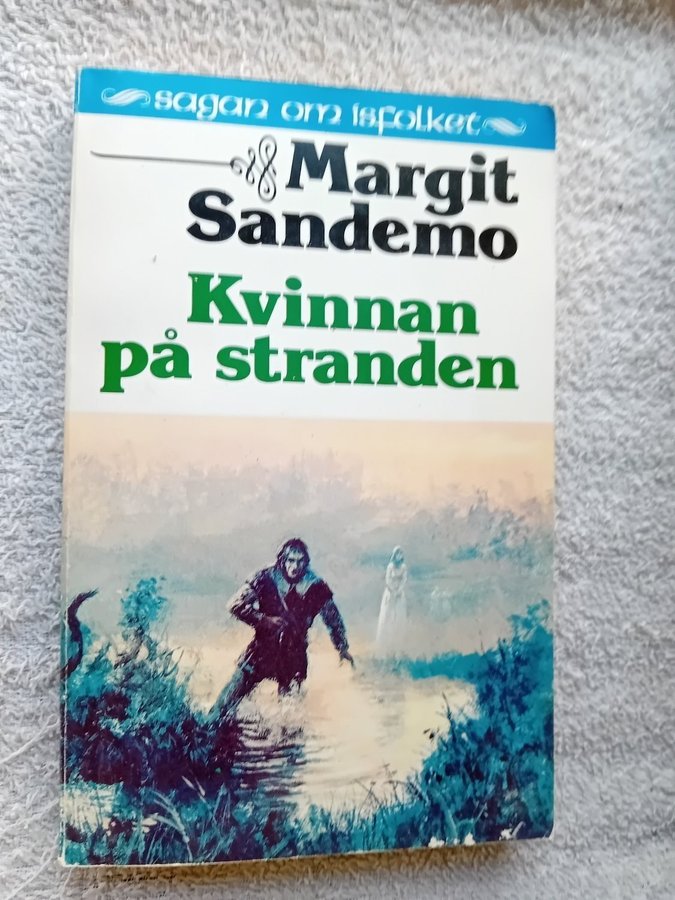 sagan om isfolket
Margit
Sandemo
Kvinnan
på stranden